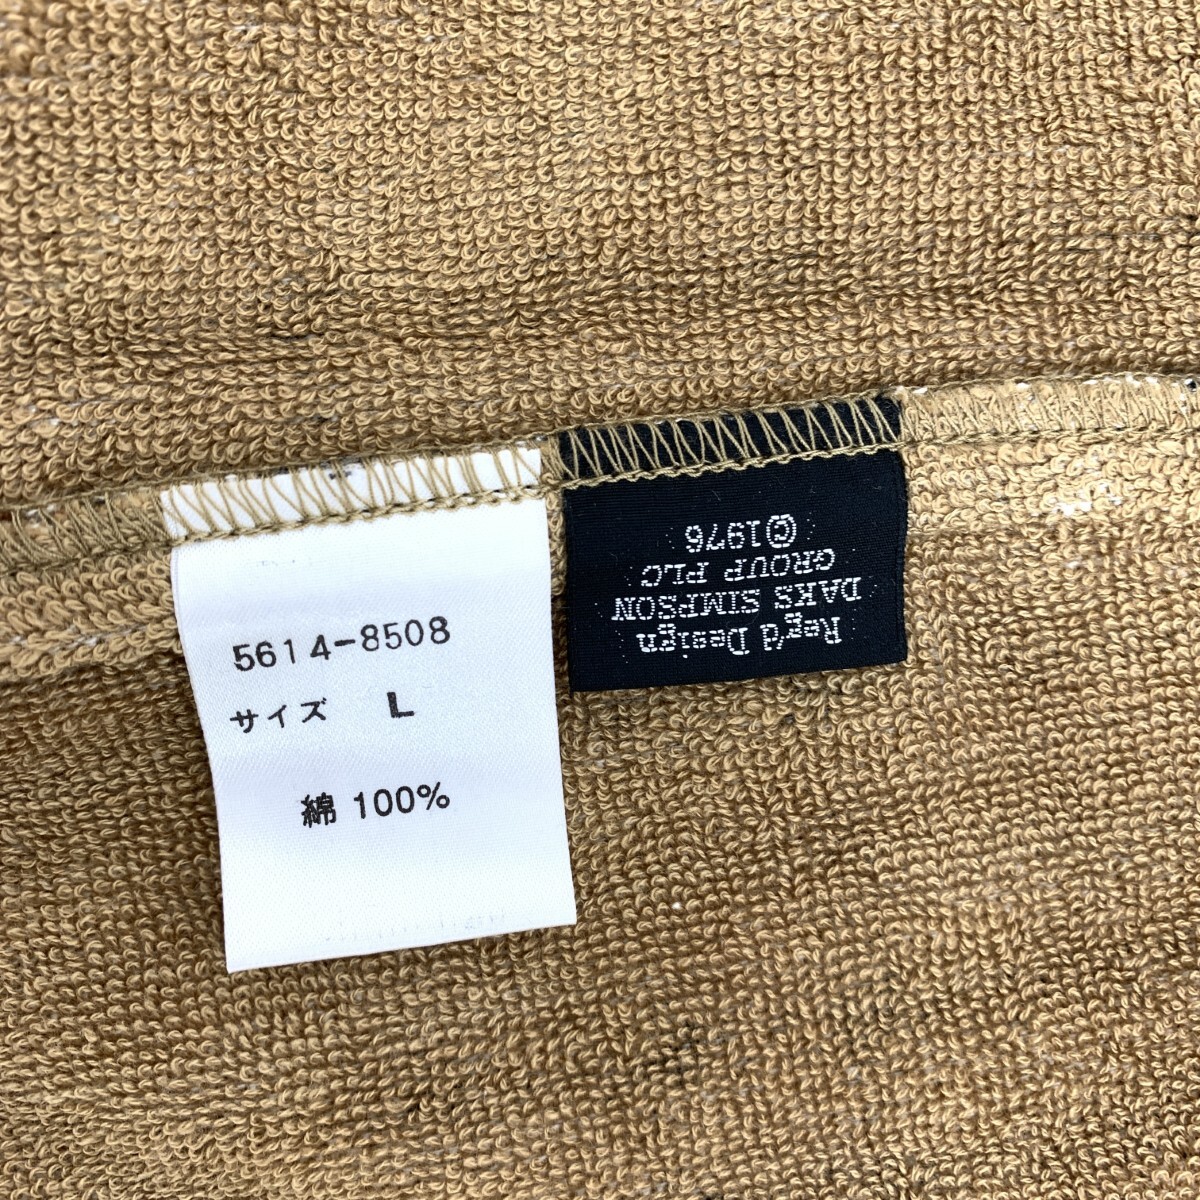 5614-8508
サイズ L
綿 100%
Reg'd Design
DAKS SIMPSON
GROUP PLC
©1976